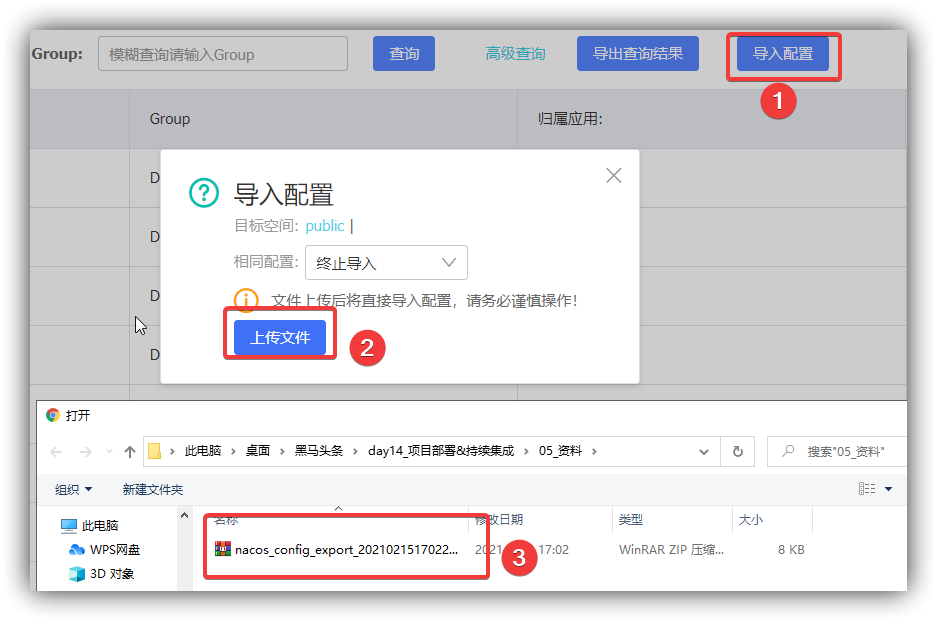 Group: 模糊查询请输入Group 查询 高级查询 导出查询结果 导入配置
1
Group 归属应用:
D
导入配置
目标空间: public |
D
相同配置: 终止导入
D
文件上传后将直接导入配置，请务必谨慎操作！
上传文件 2
D
打开
此电脑 › 桌面 › 黑马头条 › day14_项目部署&持续集成 › 05_资料 › 搜索"05_资料"
组织 新建文件夹
名称 修改日期 类型 大小
此电脑
nacos_config_export_2021021517022... 2021 17:02 WinRAR ZIP 压缩... 8 KB
3
WPS网盘
3D 对象